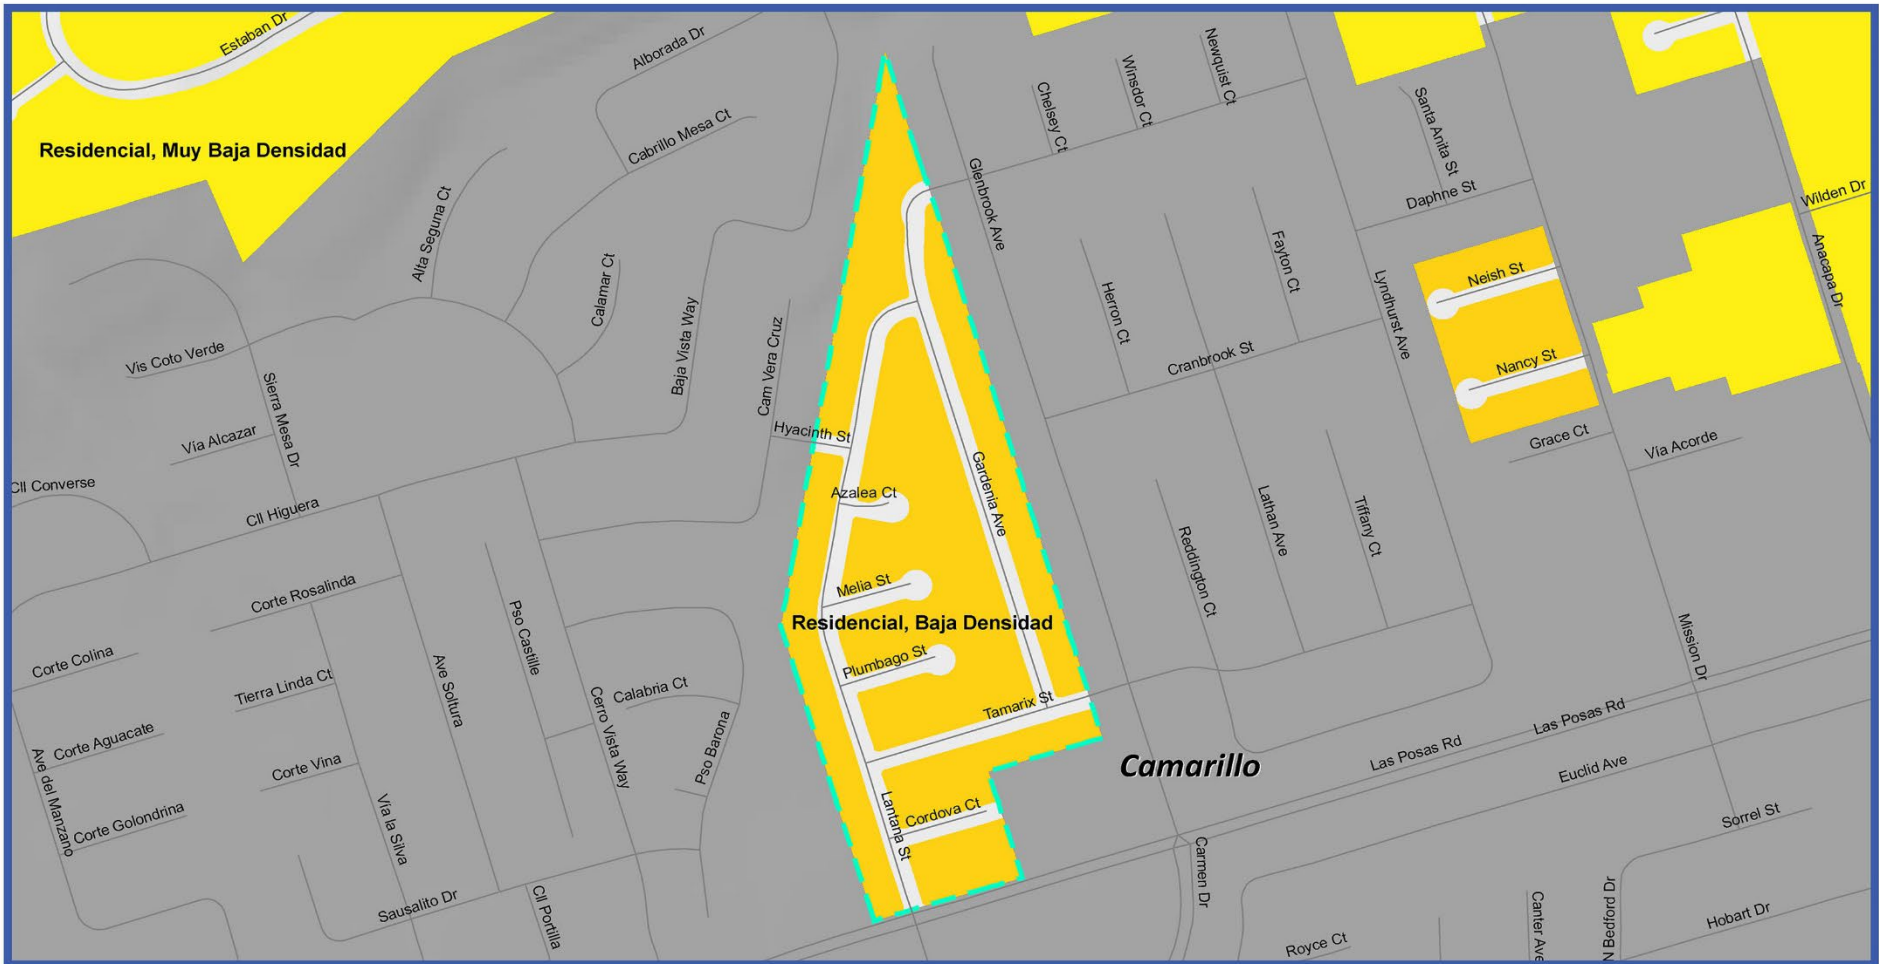 Estaban Dr
Alborada Dr
Newquist Ct
Winsdor Ct
Chelsey Ct
Santa Anita St
Cabrillo Mesa Ct
Residencial, Muy Baja Densidad
Glenbrook Ave
Daphne St
Wilden Dr
Alta Seguna Ct
Calamar Ct
Fayton Ct
Anacapa Dr
Neish St
Herron Ct
Lyndhurst Ave
Baja Vista Way
Cam Vera Cruz
Vis Coto Verde
Cranbrook St
Nancy St
Sierra Mesa Dr
Vía Alcazar
Hyacinth St
Grace Ct
Vía Acorde
Cll Converse
Azalea Ct
Gardenia Ave
Cll Higuera
Lathan Ave
Tiffany Ct
Reddington Ct
Corte Rosalinda
Melia St
Pso Castille
Residencial, Baja Densidad
Corte Colina
Plumbago St
Mission Dr
Tierra Linda Ct
Ave Soltura
Calabria Ct
Cerro Vista Way
Tamarix St
Las Posas Rd
Corte Aguacate
Pso Barona
Las Posas Rd
Camarillo
Corte Vina
Euclid Ave
Ave del Manzano
Corte Golondrina
Vía la Silva
Lantana St
Cordova Ct
Sorrel St
Carmen Dr
Sausalito Dr
Cll Portilla
Canter Ave
N Bedford Dr
Hobart Dr
Royce Ct